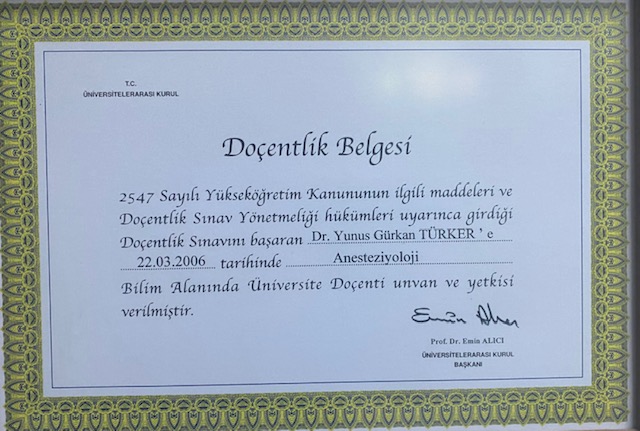 T.C.
ÜNİVERSİTELERARASI KURUL
Doçentlik Belgesi
2547 Sayılı Yükseköğretim Kanununun ilgili maddeleri ve
Doçentlik Sınav Yönetmeliği hükümleri uyarınca girdiği
Doçentlik Sınavını başaran Dr. Yunus Gürkan TÜRKER ' e
22.03.2006 tarihinde Anesteziyoloji
Bilim Alanında Üniversite Doçenti unvan ve yetkisi
verilmiştir.
Prof. Dr. Emin ALICI
ÜNİVERSİTELERARASI KURUL
BAŞKANI